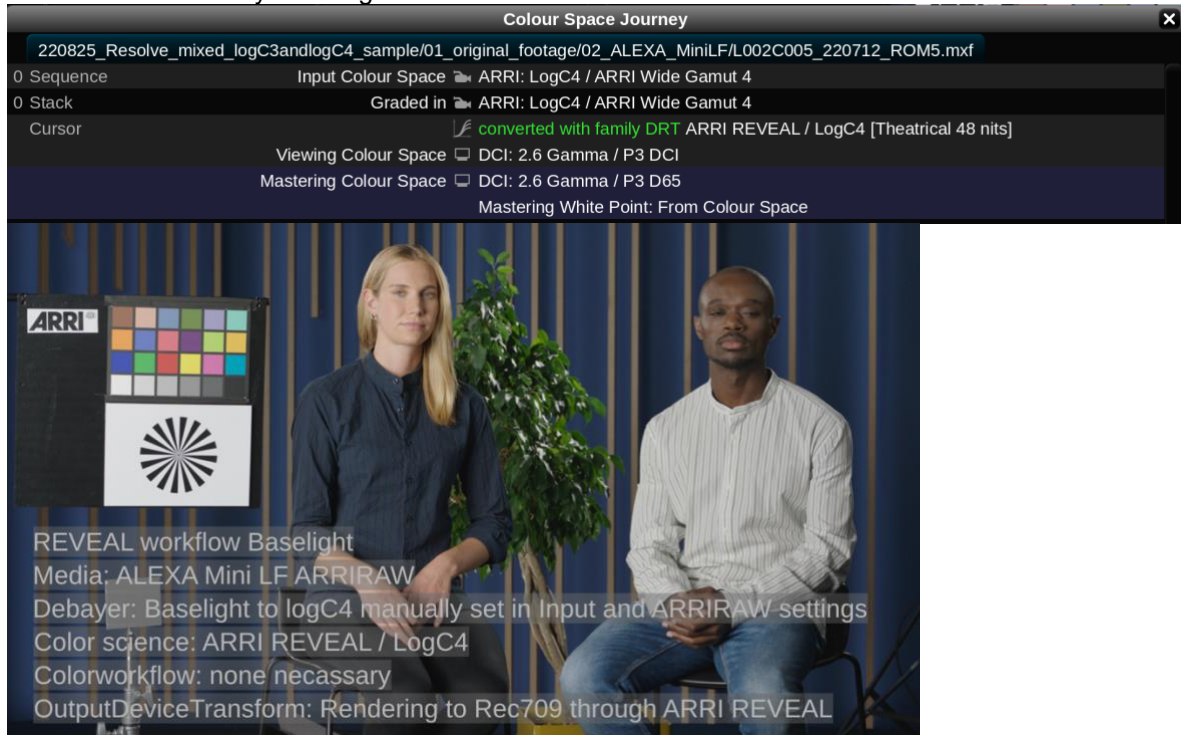 Colour Space Journey
220825_Resolve_mixed_logC3andlogC4_sample/01_original_footage/02_ALEXA_MiniLF/L002C005_220712_ROM5.mxf
0 Sequence Input Colour Space ARRI: LogC4 / ARRI Wide Gamut 4
0 Stack Graded in ARRI: LogC4 / ARRI Wide Gamut 4
Cursor converted with family DRT ARRI REVEAL / LogC4 [Theatrical 48 nits]
Viewing Colour Space DCI: 2.6 Gamma / P3 DCI
Mastering Colour Space DCI: 2.6 Gamma / P3 D65
Mastering White Point: From Colour Space
ARRI
REVEAL workflow Baselight
Media: ALEXA Mini LF ARRIRAW
Debayer: Baselight to logC4 manually set in Input and ARRIRAW settings
Color science: ARRI REVEAL / LogC4
Colorworkflow: none necassary
OutputDeviceTransform: Rendering to Rec709 through ARRI REVEAL